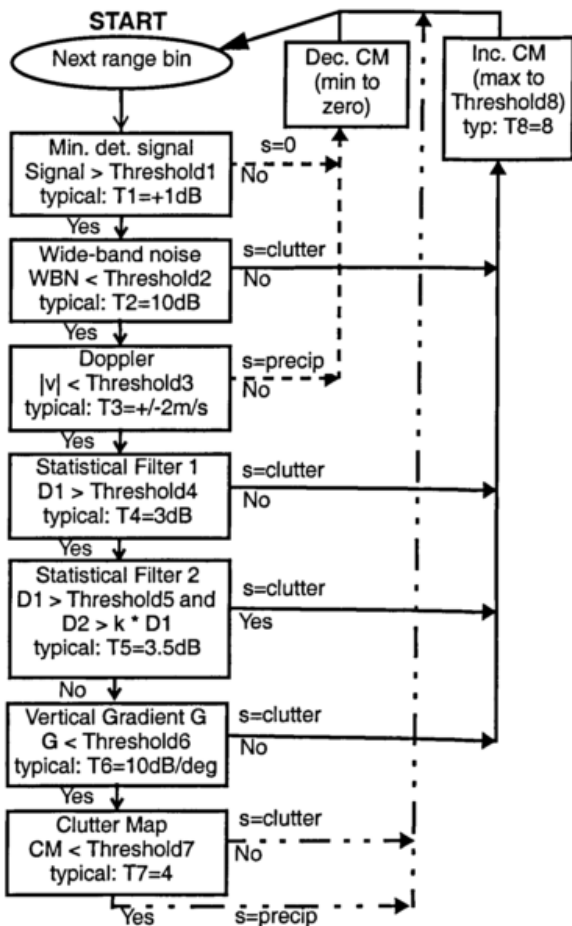 START
Next range bin
Dec. CM
(min to
zero)
Inc. CM
(max to
Threshold8)
typ: T8=8
Min. det. signal
Signal > Threshold1
typical: T1=+1dB
s=0
No
Yes
Wide-band noise
WBN < Threshold2
typical: T2=10dB
s=clutter
No
Yes
Doppler
|v| < Threshold3
typical: T3=+/-2m/s
s=precip
No
Yes
Statistical Filter 1
D1 > Threshold4
typical: T4=3dB
s=clutter
No
Yes
Statistical Filter 2
D1 > Threshold5 and
D2 > k * D1
typical: T5=3.5dB
s=clutter
Yes
No
Vertical Gradient G
G < Threshold6
typical: T6=10dB/deg
s=clutter
No
Yes
Clutter Map
CM < Threshold7
typical: T7=4
s=clutter
No
Yes
s=precip